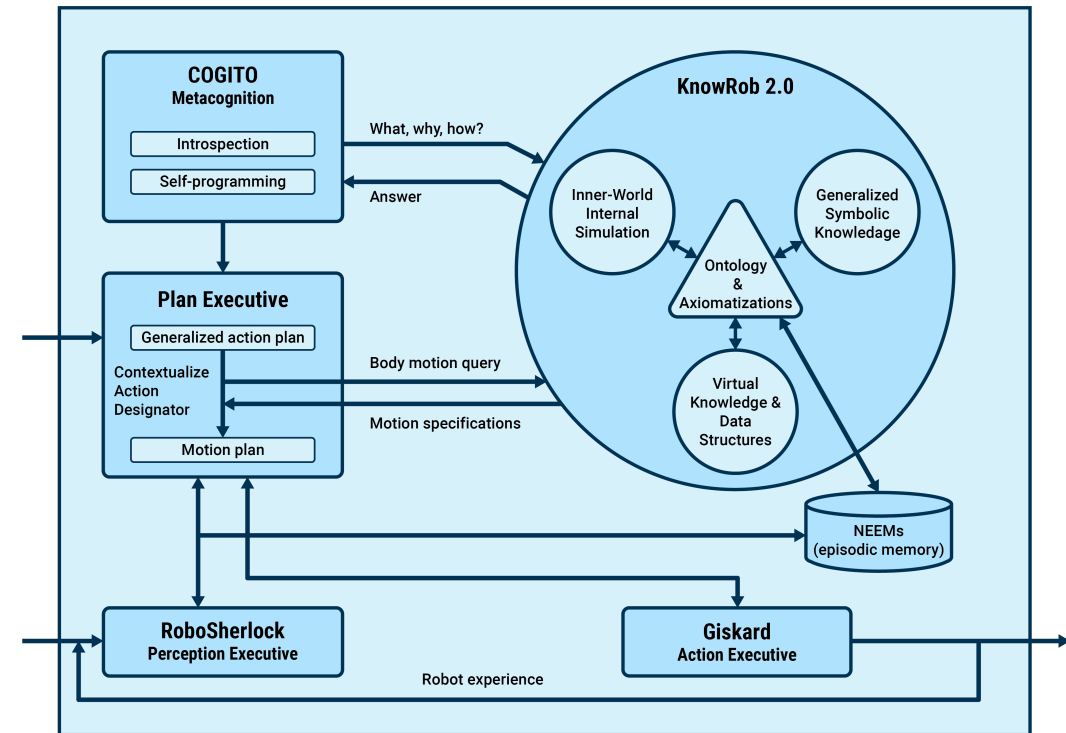 COGITO
Metacognition
Introspection
Self-programming
What, why, how?
Answer
KnowRob 2.0
Inner-World
Internal
Simulation
Generalized
Symbolic
Knowledage
Ontology
&
Axiomatizations
Virtual
Knowledge &
Data
Structures
Plan Executive
Generalized action plan
Contextualize
Action
Designator
Motion plan
Body motion query
Motion specifications
NEEMs
(episodic memory)
RoboSherlock
Perception Executive
Giskard
Action Executive
Robot experience